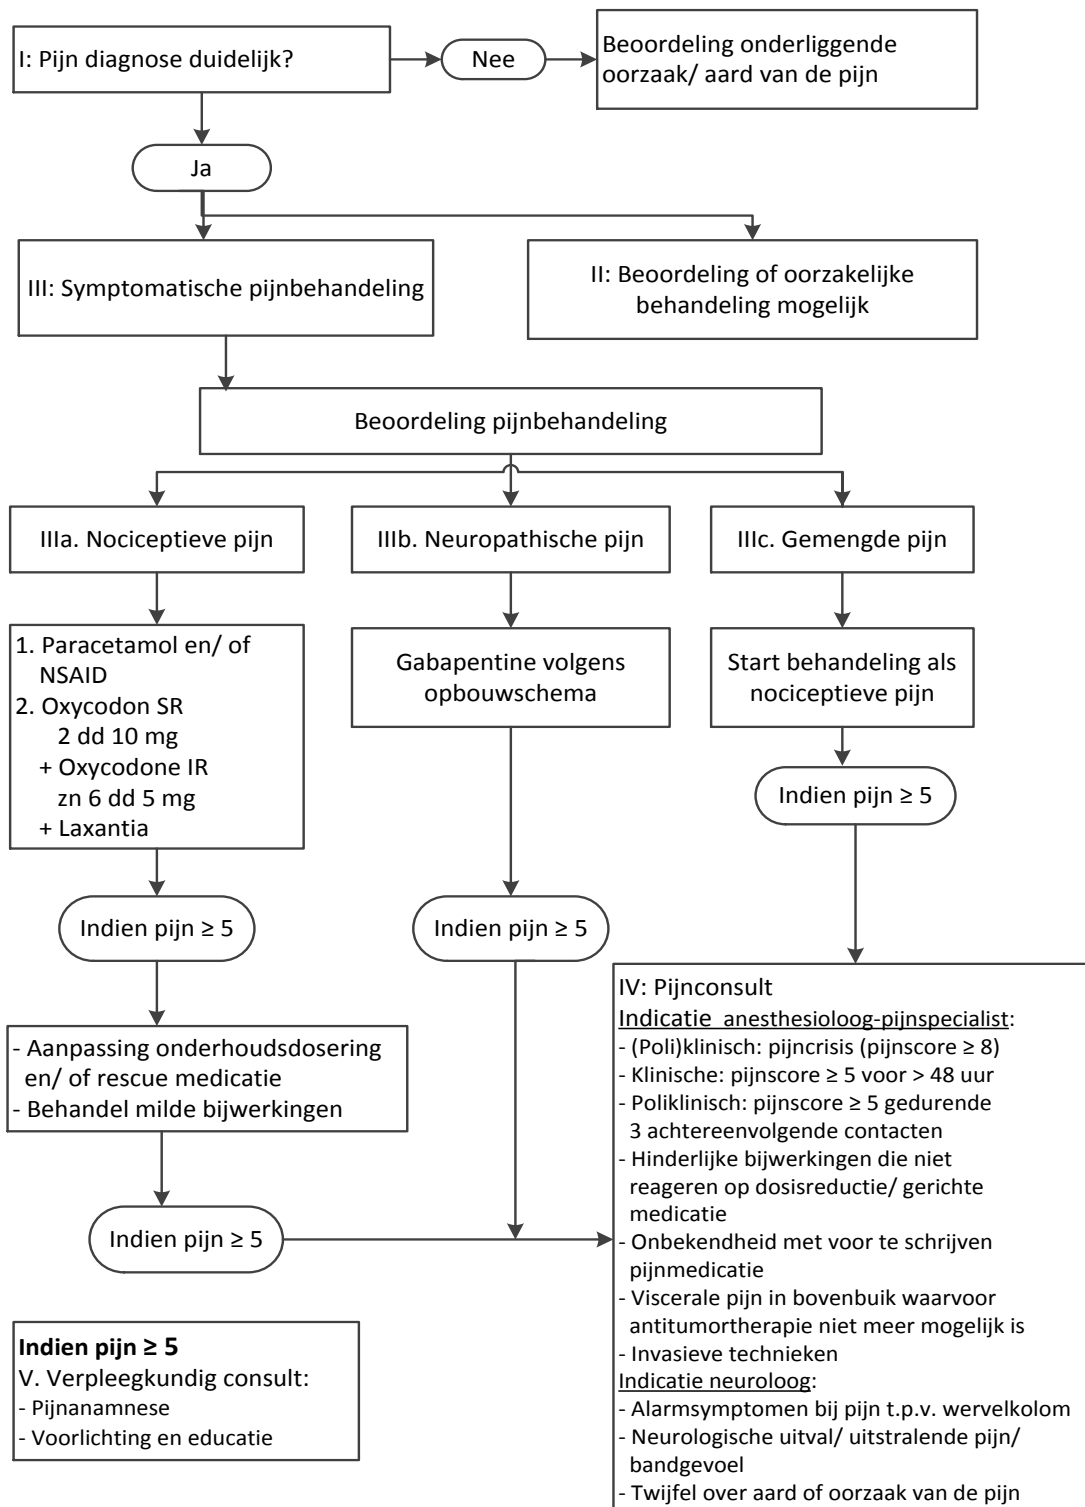 I: Pijn diagnose duidelijk?
Nee
Beoordeling onderliggende
oorzaak/ aard van de pijn
Ja
III: Symptomatische pijnbehandeling
II: Beoordeling of oorzakelijke
behandeling mogelijk
Beoordeling pijnbehandeling
IIIa. Nociceptieve pijn
IIIb. Neuropathische pijn
IIIc. Gemengde pijn
1. Paracetamol en/ of
NSAID
2. Oxycodon SR
2 dd 10 mg
+ Oxycodone IR
zn 6 dd 5 mg
+ Laxantia
Gabapentine volgens
opbouwschema
Start behandeling als
nociceptieve pijn
Indien pijn ≥ 5
Indien pijn ≥ 5
Indien pijn ≥ 5
- Aanpassing onderhoudsdosering
en/ of rescue medicatie
- Behandel milde bijwerkingen
Indien pijn ≥ 5
IV: Pijnconsult
Indicatie anesthesioloog-pijnspecialist:
- (Poli)klinisch: pijncrisis (pijnscore ≥ 8)
- Klinische: pijnscore ≥ 5 voor > 48 uur
- Poliklinisch: pijnscore ≥ 5 gedurende
3 achtereenvolgende contacten
- Hinderlijke bijwerkingen die niet
reageren op dosisreductie/ gerichte
medicatie
- Onbekendheid met voor te schrijven
pijnmedicatie
- Viscerale pijn in bovenbuik waarvoor
antitumortherapie niet meer mogelijk is
- Invasieve technieken
Indicatie neuroloog:
- Alarmsymptomen bij pijn t.p.v. wervelkolom
- Neurologische uitval/ uitstralende pijn/
bandgevoel
- Twijfel over aard of oorzaak van de pijn
Indien pijn ≥ 5
V. Verpleegkundig consult:
- Pijnanamnese
- Voorlichting en educatie